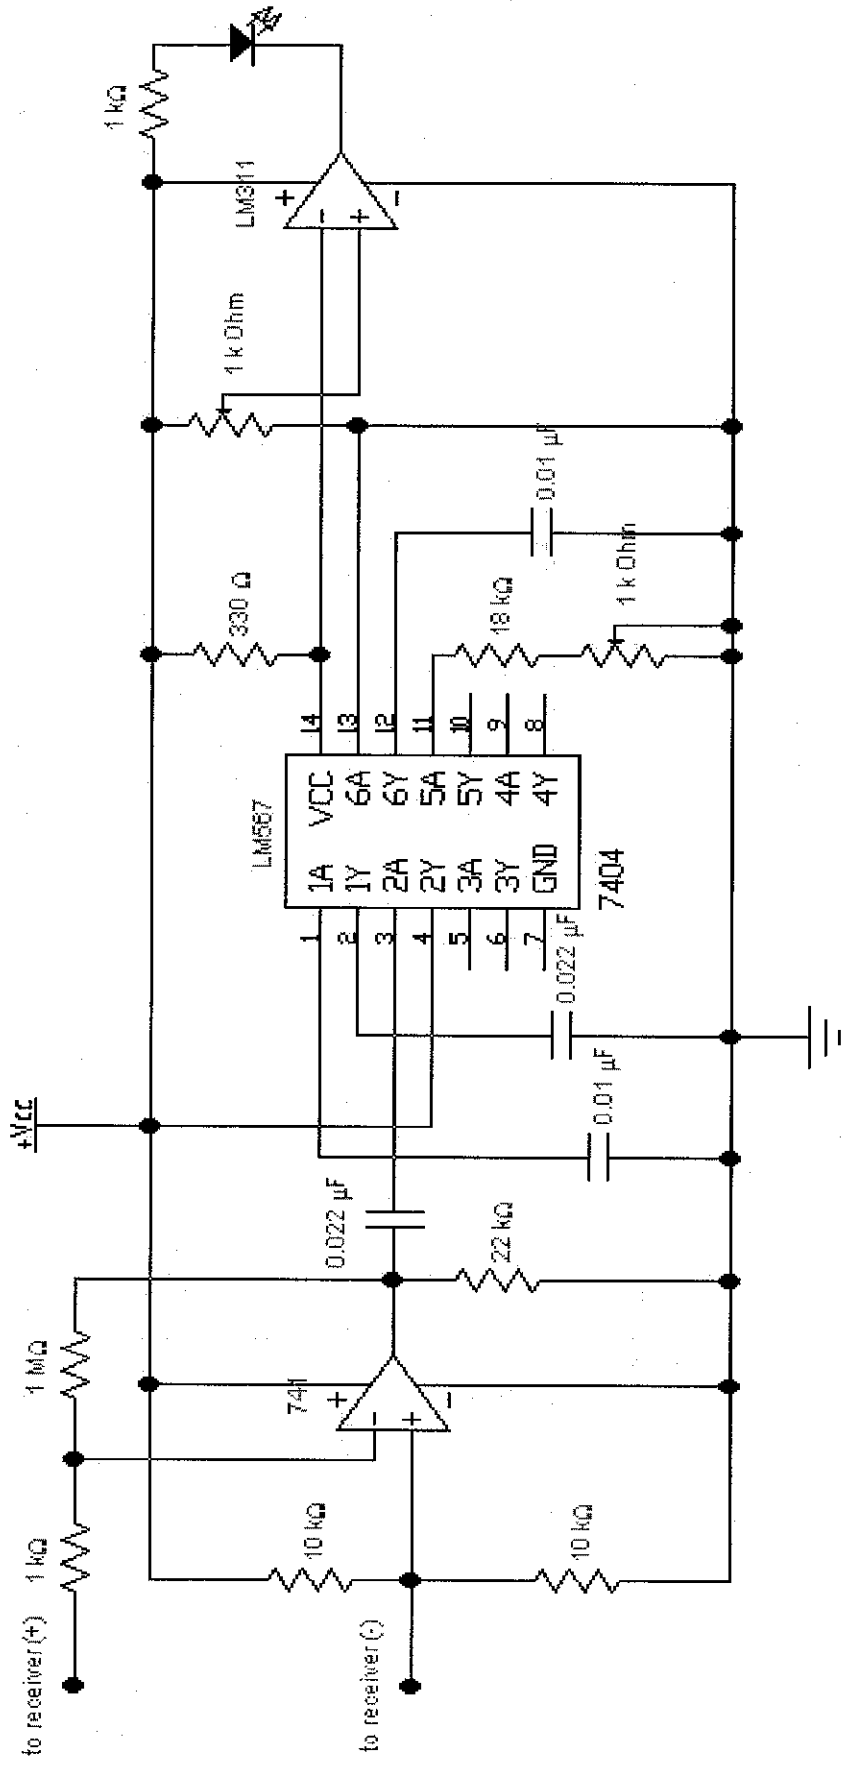 to receiver (+)
1 kΩ
1 MΩ
+Vcc
to receiver (-)
10 kΩ
10 kΩ
741
+
-
-
+
0.022 µF
22 kΩ
0.01 µF
0.022 µF
LM567
7404
1 1A
2 1Y
3 2A
4 2Y
5 3A
6 3Y
7 GND
VCC 14
6A 13
6Y 12
5A 11
5Y 10
4A 9
4Y 8
330 Ω
18 kΩ
1 k Ohm
0.01 µF
1 k Ohm
LM311
+
-
-
+
1 kΩ